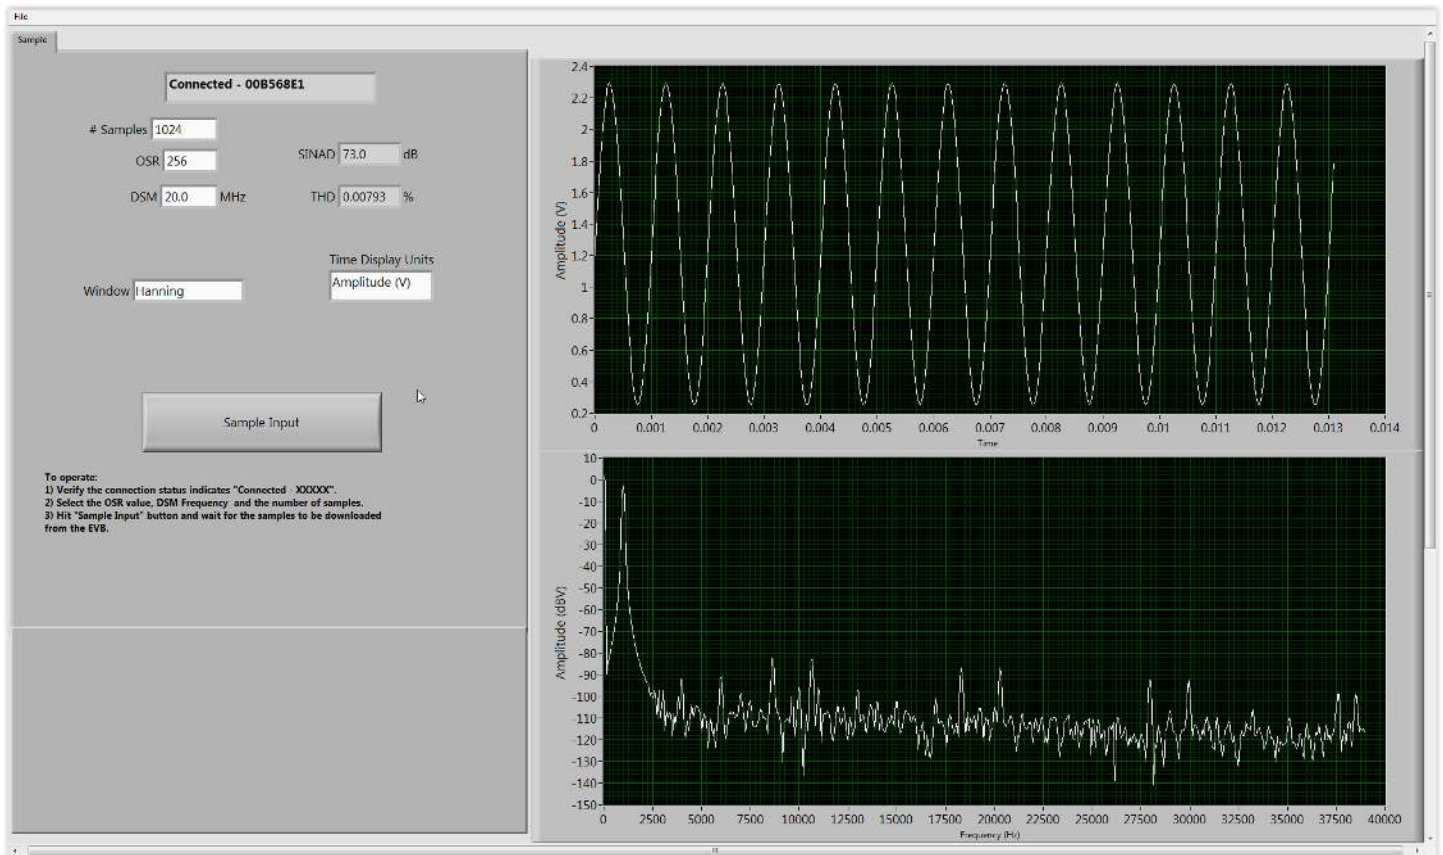 File
Sample
Connected - 00B568E1
# Samples 1024
OSR 256
SINAD 73.0 dB
DSM 20.0 MHz
THD 0.00793 %
Time Display Units
Amplitude (V)
Window Hanning
Sample Input
To operate:
1) Verify the connection status indicates "Connected - XXXXX".
2) Select the OSR value, DSM Frequency and the number of samples.
3) Hit "Sample Input" button and wait for the samples to be downloaded
from the EVB.
Amplitude (V)
2.4
2.2
2
1.8
1.6
1.4
1.2
1
0.8
0.6
0.4
0.2
0 0.001 0.002 0.003 0.004 0.005 0.006 0.007 0.008 0.009 0.01 0.011 0.012 0.013 0.014
Time
Amplitude (dBV)
10
0
-10
-20
-30
-40
-50
-60
-70
-80
-90
-100
-110
-120
-130
-140
-150
0 2500 5000 7500 10000 12500 15000 17500 20000 22500 25000 27500 30000 32500 35000 37500 40000
Frequency (Hz)